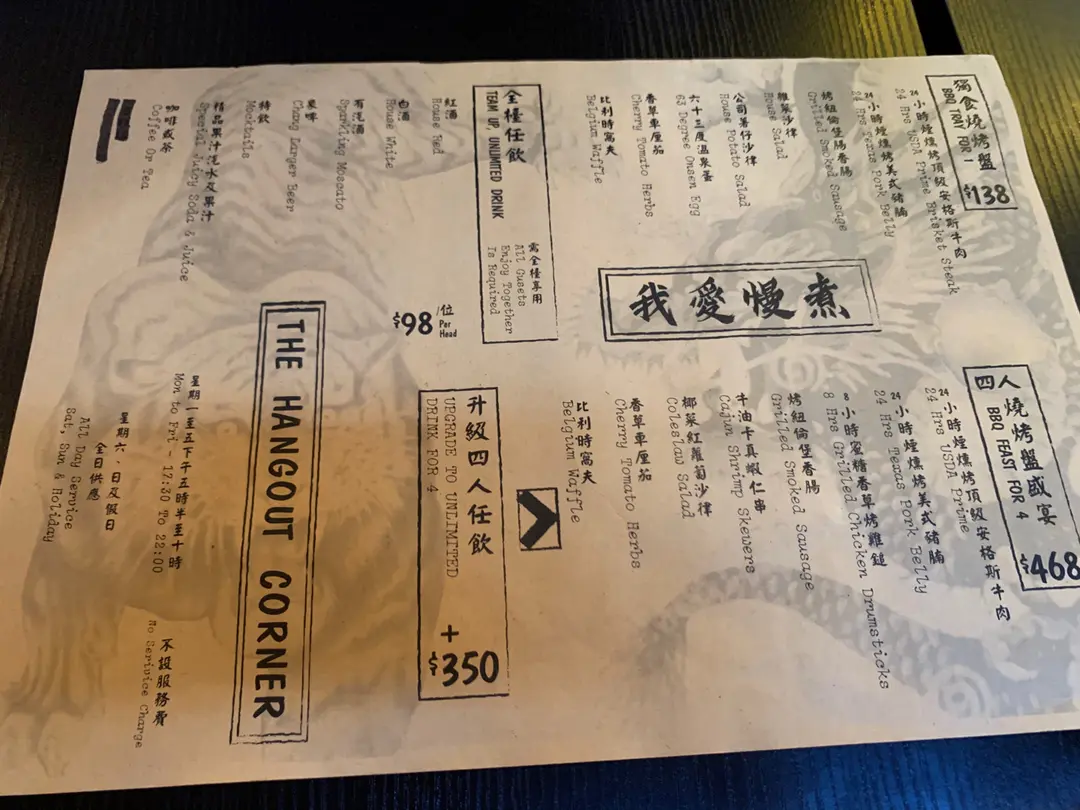 獨食燒烤盤
BBQ TRAY FOR 1
$138
24小時煙燻烤頂級安格斯牛肉
24 Hrs USDA Prime Brisket Steak
24小時煙燻烤美式豬腩
24 Hrs Texas Pork Belly
烤紐倫堡香腸
Grilled Smoked Sausage
雜菜沙律
House Salad
公司薯仔沙律
House Potato Salad
六十三度溫泉蛋
63 Degree Onsen Egg
香草車厘茄
Cherry Tomato Herbs
比利時窩夫
Belgium Waffle
四人燒烤盤盛宴
BBQ FEAST FOR 4
$468
24小時煙燻烤頂級安格斯牛肉
24 Hrs USDA Prime
24小時煙燻烤美式豬腩
24 Hrs Texas Pork Belly
8小時蜜糖香草烤雞鎚
8 Hrs Grilled Chicken Drumsticks
烤紐倫堡香腸
Grilled Smoked Sausage
牛油卡真蝦仁串
Cajun Shrimp Skewers
椰菜紅蘿蔔沙律
Coleslaw Salad
香草車厘茄
Cherry Tomato Herbs
比利時窩夫
Belgium Waffle
我愛慢煮
全檯任飲
TEAM UP, UNLIMITED DRINK
需全檯享用
All Gusets
Enjoy Together
Is Required
紅酒
House Red
白酒
House White
有汽酒
Sparkling Moscato
象啤
Chang Larger Beer
特飲
Mocktails
精品果汁汽水及果汁
Special Juicy Soda & Juice
咖啡或茶
Coffee Or Tea
$98
/位
Per
Head
升級四人任飲
UPGRADE TO UNLIMITED
DRINK FOR 4
+
$350
THE HANGOUT CORNER
星期一至五下午五時半至十時
Mon to Fri - 17:30 To 22:00
星期六，日及假日
全日供應
All Day Service
Sat, Sun & Holiday
不設服務費
No Serivice Charge